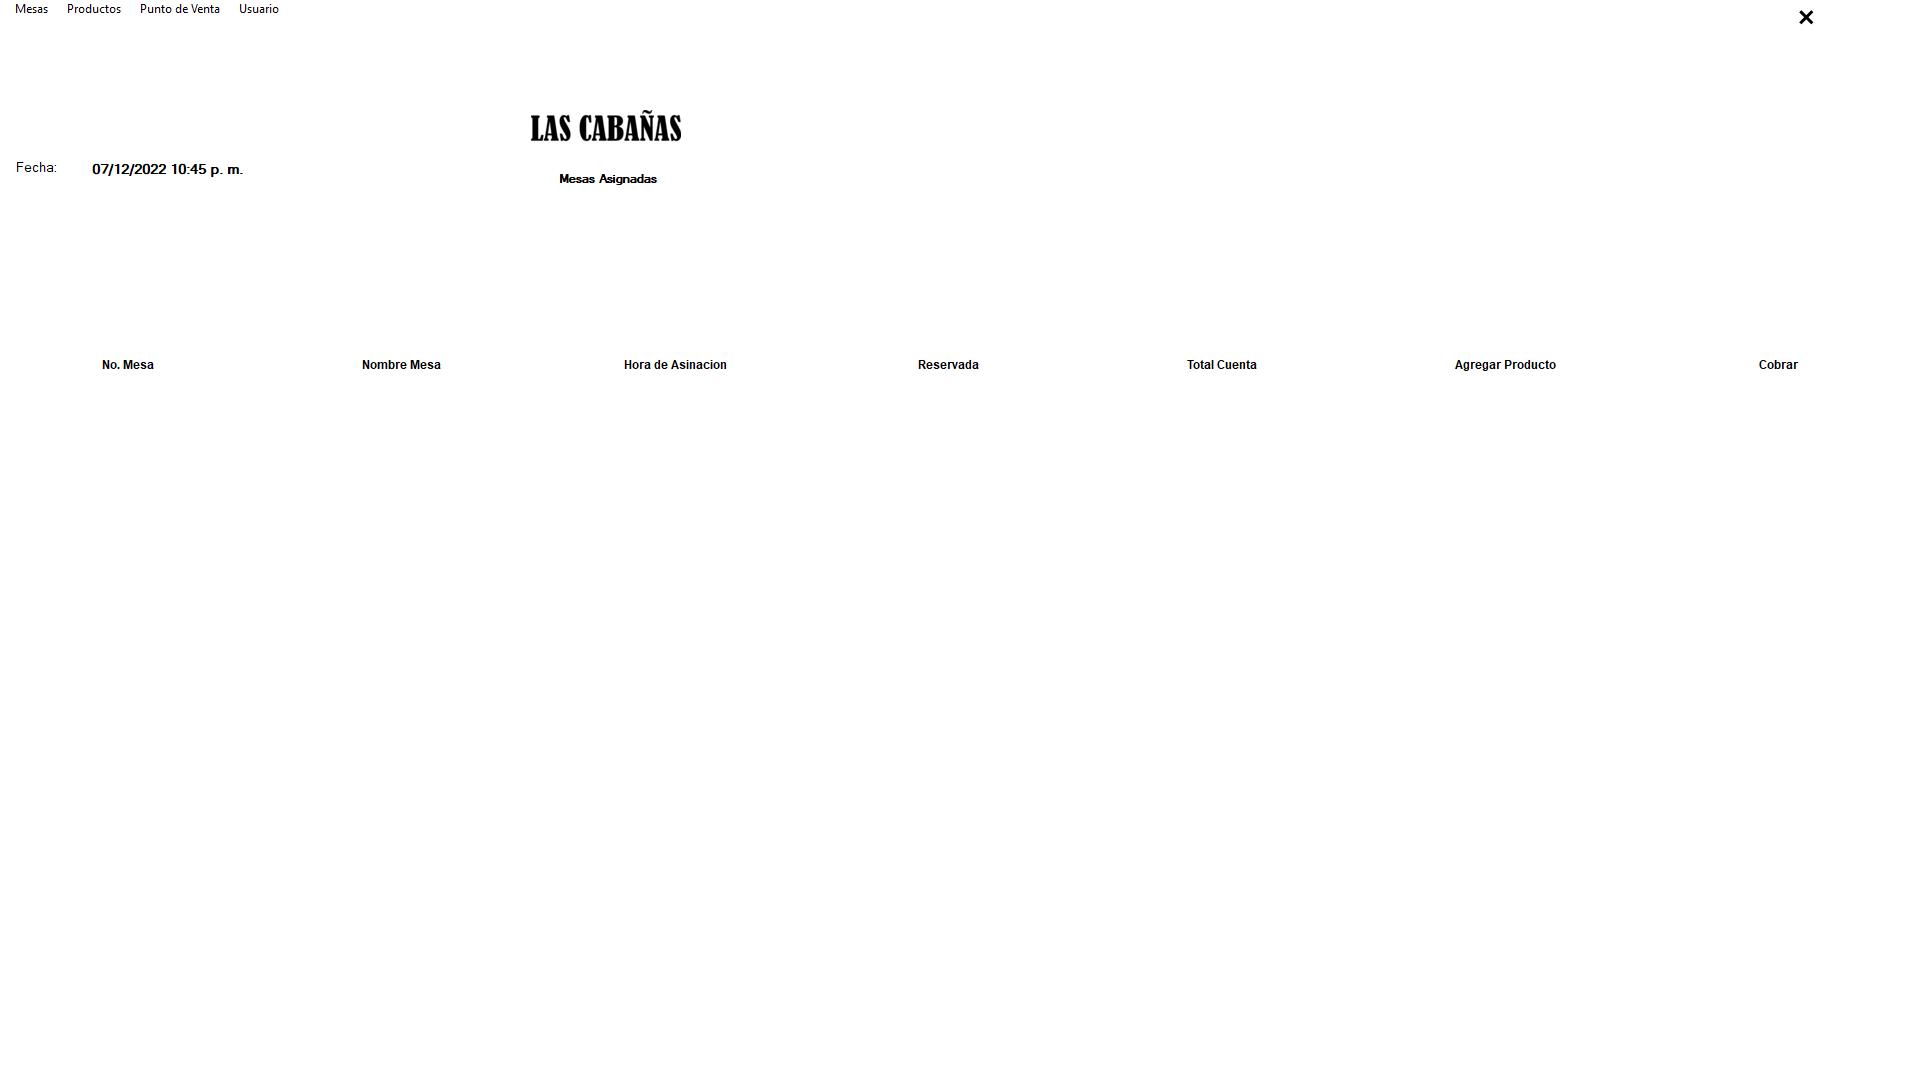 Mesas Productos Punto de Venta Usuario
LAS CABAÑAS
Fecha: 07/12/2022 10:45 p. m.
Mesas Asignadas
No. Mesa Nombre Mesa Hora de Asinacion Reservada Total Cuenta Agregar Producto Cobrar